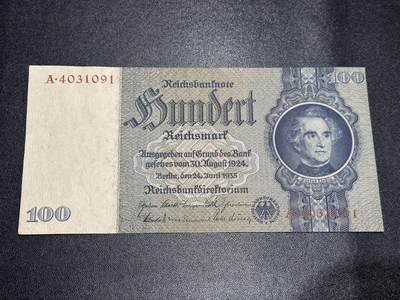 A·4031091
Reichsbanknote
100
Hundert
Reichsmark
Ausgegeben auf Grund des Bank
gesetzes vom 30. August 1924.
Berlin, den 24. Juni 1935
Reichsbankdirektorium
100